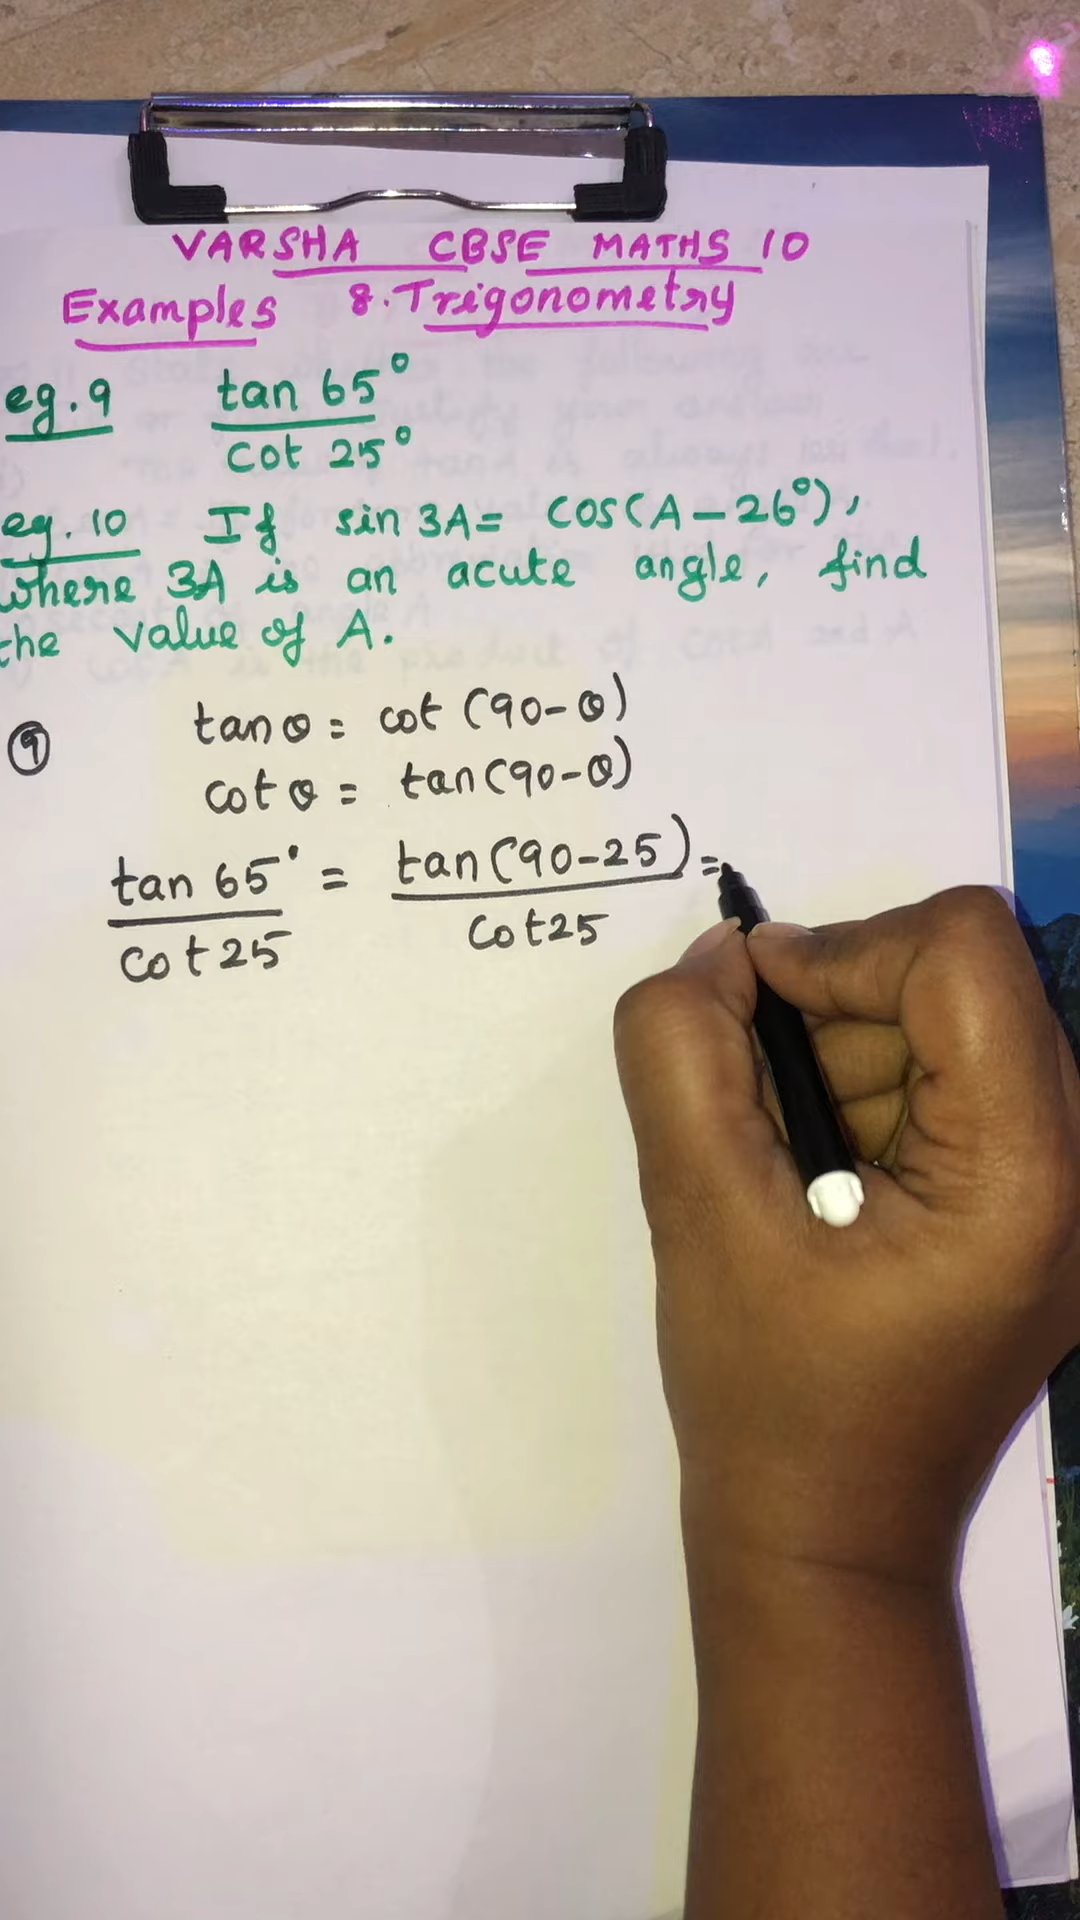 VARSHA CBSE MATHS 10
Examples 8. Trigonometry
eg. 9 tan 65°
cot 25°
eg. 10 If sin 3A = cos(A - 26°),
where 3A is an acute angle, find
the value of A.
9 tan θ = cot (90 - θ)
cot θ = tan(90 - θ)
tan 65° = tan(90 - 25) =
cot 25 cot 25